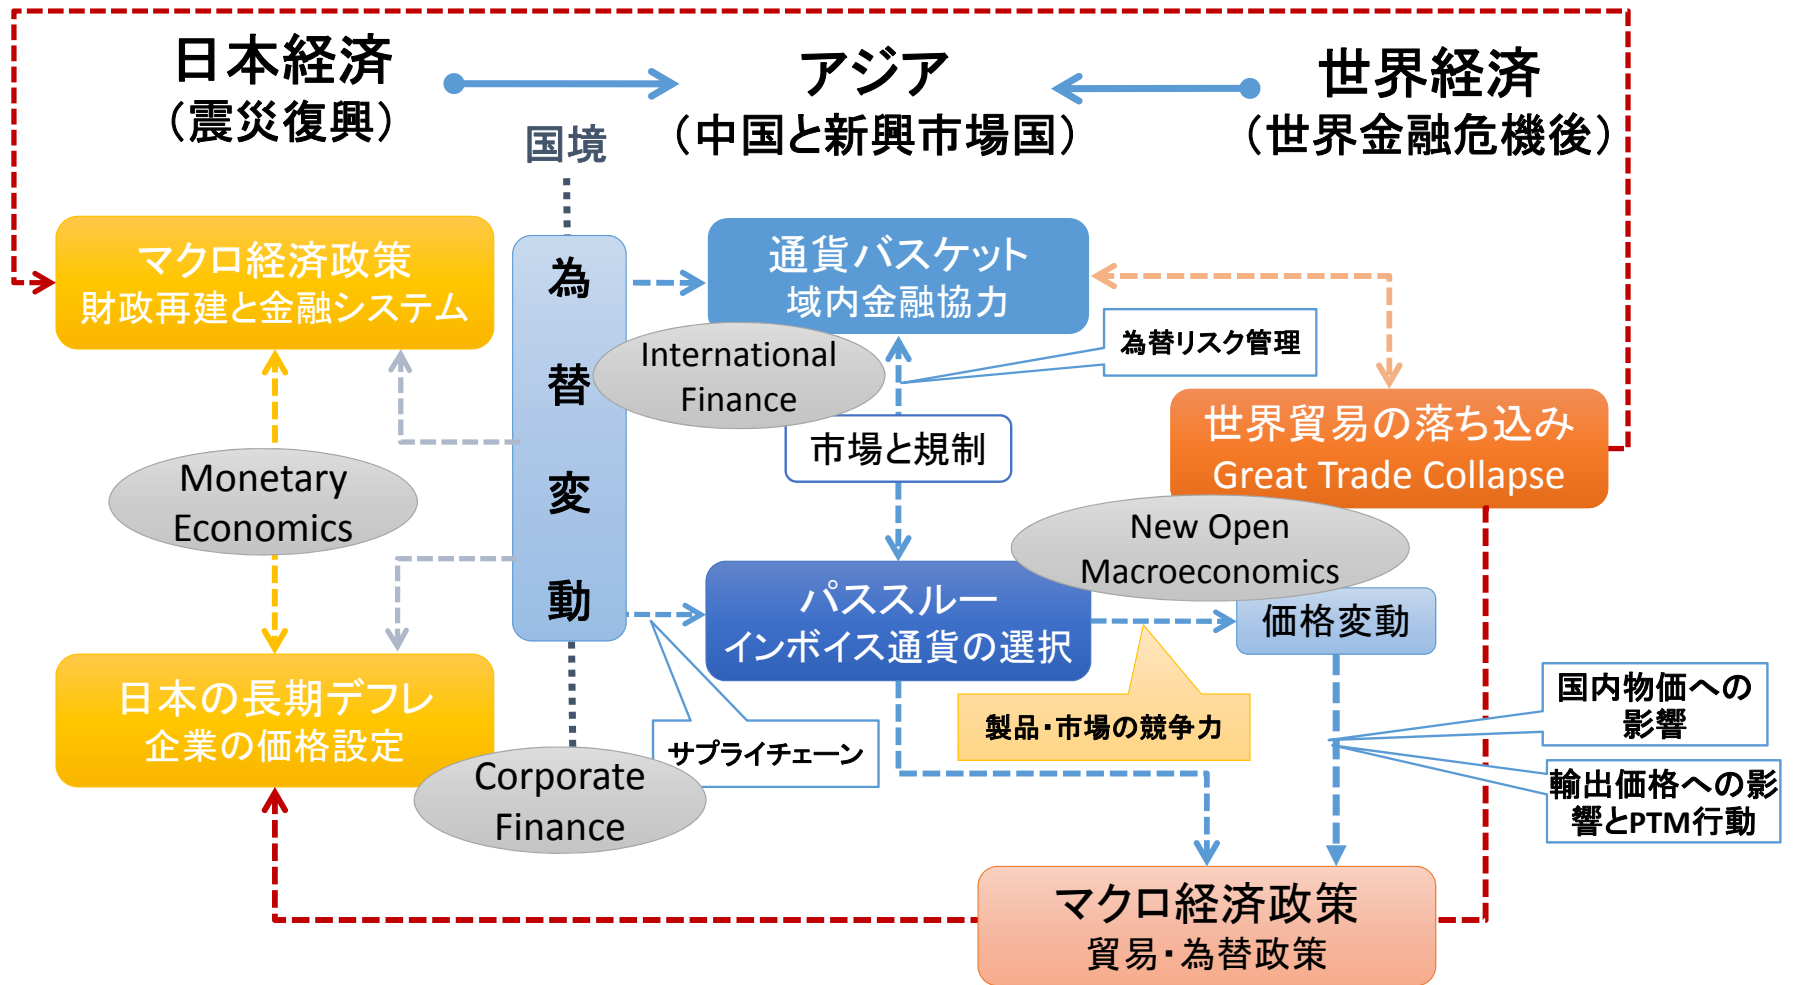 日本経済
（震災復興）
アジア
（中国と新興市場国）
世界経済
（世界金融危機後）
国境
マクロ経済政策
財政再建と金融システム
為
替
変
動
通貨バスケット
域内金融協力
為替リスク管理
International
Finance
市場と規制
世界貿易の落ち込み
Great Trade Collapse
Monetary
Economics
New Open
Macroeconomics
パススルー
インボイス通貨の選択
価格変動
日本の長期デフレ
企業の価格設定
サプライチェーン
製品・市場の競争力
国内物価への
影響
輸出価格への影
響とPTM行動
Corporate
Finance
マクロ経済政策
貿易・為替政策